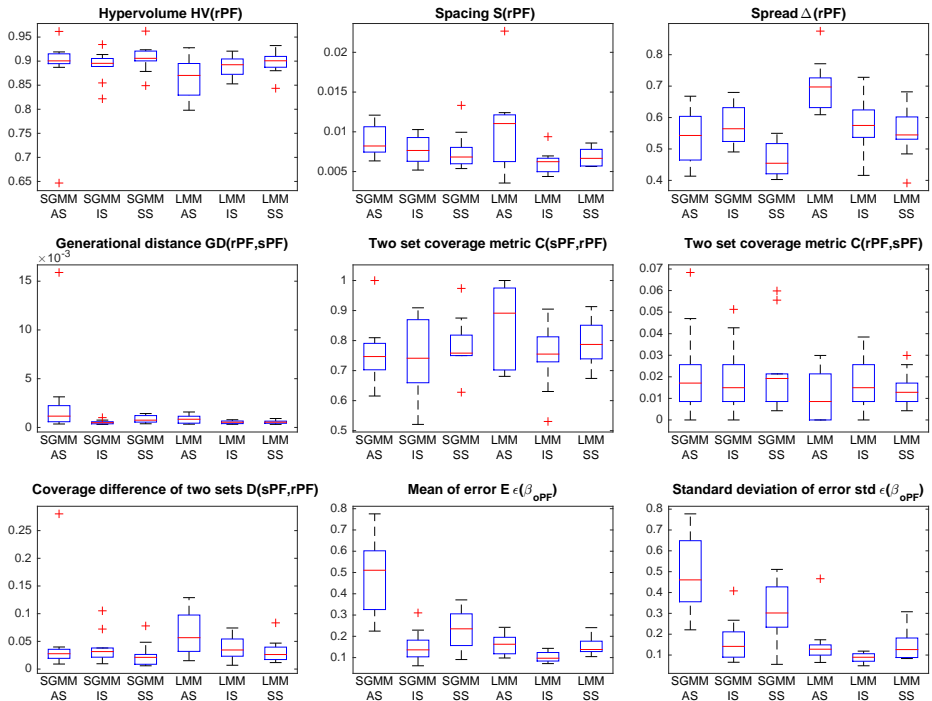 Hypervolume HV(rPF)
0.95
0.9
0.85
0.8
0.75
0.7
0.65
SGMM SGMM SGMM LMM LMM LMM
AS IS SS AS IS SS
Spacing S(rPF)
0.02
0.015
0.01
0.005
SGMM SGMM SGMM LMM LMM LMM
AS IS SS AS IS SS
Spread Δ(rPF)
0.8
0.7
0.6
0.5
0.4
SGMM SGMM SGMM LMM LMM LMM
AS IS SS AS IS SS
Generational distance GD(rPF,sPF)
×10⁻³
15
10
5
0
SGMM SGMM SGMM LMM LMM LMM
AS IS SS AS IS SS
Two set coverage metric C(sPF,rPF)
1
0.9
0.8
0.7
0.6
0.5
SGMM SGMM SGMM LMM LMM LMM
AS IS SS AS IS SS
Two set coverage metric C(rPF,sPF)
0.07
0.06
0.05
0.04
0.03
0.02
0.01
0
SGMM SGMM SGMM LMM LMM LMM
AS IS SS AS IS SS
Coverage difference of two sets D(sPF,rPF)
0.25
0.2
0.15
0.1
0.05
0
SGMM SGMM SGMM LMM LMM LMM
AS IS SS AS IS SS
Mean of error E ϵ(β_oPF)
0.8
0.7
0.6
0.5
0.4
0.3
0.2
0.1
SGMM SGMM SGMM LMM LMM LMM
AS IS SS AS IS SS
Standard deviation of error std ϵ(β_oPF)
0.8
0.7
0.6
0.5
0.4
0.3
0.2
0.1
SGMM SGMM SGMM LMM LMM LMM
AS IS SS AS IS SS